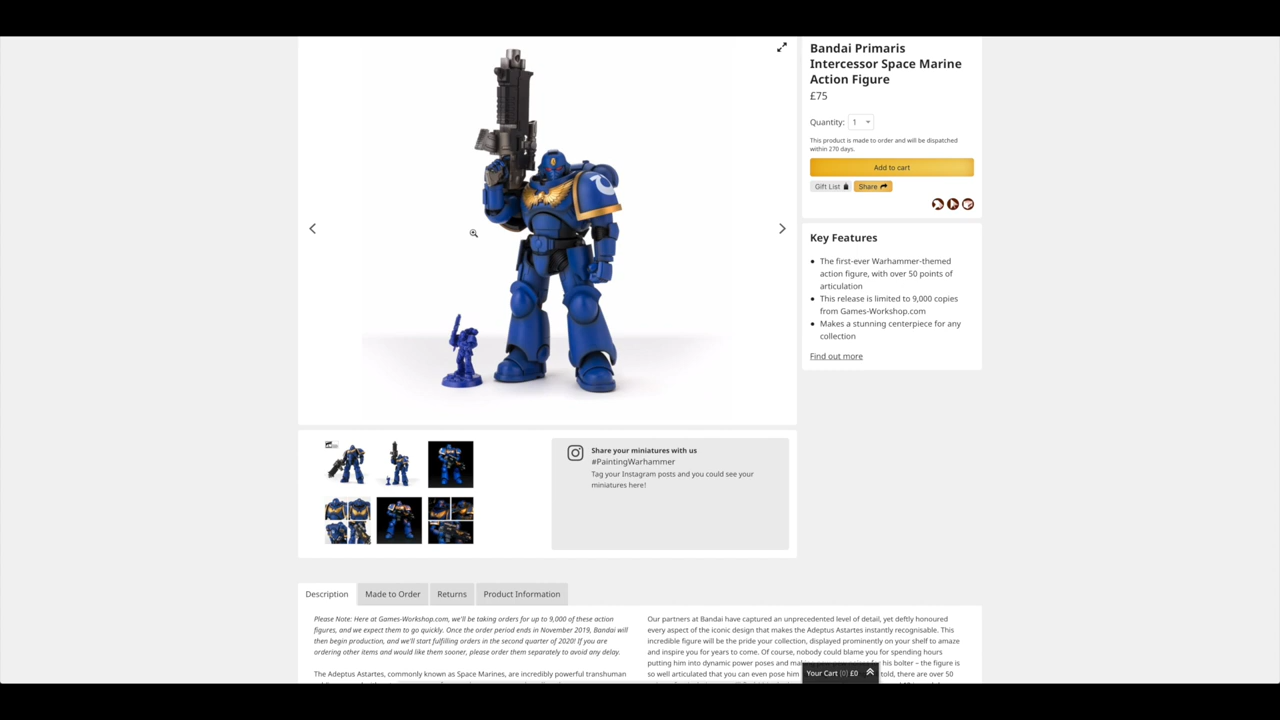 Bandai Primaris
Intercessor Space Marine
Action Figure
£75
Quantity: 1
This product is made to order and will be dispatched
within 270 days.
Add to cart
Gift List
Share
Key Features
The first-ever Warhammer-themed
action figure, with over 50 points of
articulation
This release is limited to 9,000 copies
from Games-Workshop.com
Makes a stunning centerpiece for any
collection
Find out more
Share your miniatures with us
#PaintingWarhammer
Tag your Instagram posts and you could see your
miniatures here!
Description
Made to Order
Returns
Product Information
Please Note: Here at Games-Workshop.com, we'll be taking orders for up to 9,000 of these action
figures, and we expect them to go quickly. Once the order period ends in November 2019, Bandai will
then begin production, and we'll start fulfilling orders in the second quarter of 2020! If you are
ordering other items and would like them sooner, please order them separately to avoid any delay.
The Adeptus Astartes, commonly known as Space Marines, are incredibly powerful transhuman
Our partners at Bandai have captured an unprecedented level of detail, yet deftly honoured
every aspect of the iconic design that makes the Adeptus Astartes instantly recognisable. This
incredible figure will be the pride your collection, displayed prominently on your shelf to amaze
and inspire you for years to come. Of course, nobody could blame you for spending hours
putting him into dynamic power poses and his bolter – the figure is
so well articulated that you can even pose him told, there are over 50
Your Cart (0) £0